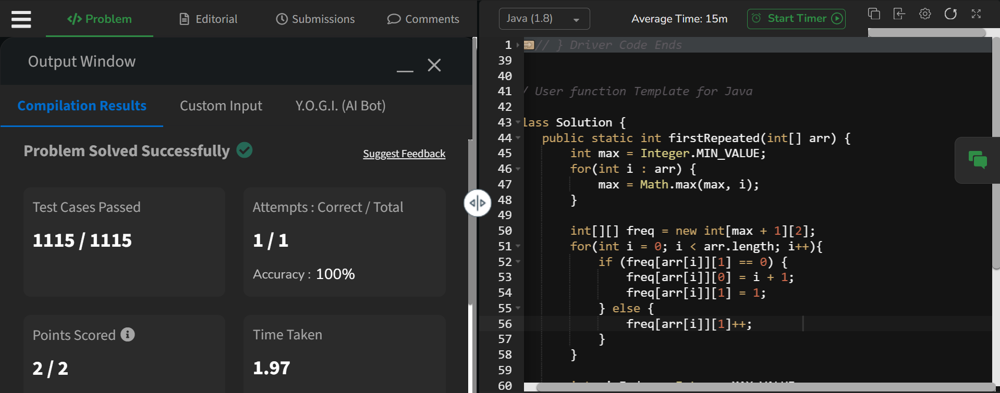 </> Problem
Editorial
Submissions
Comments
Java (1.8)
Average Time: 15m
Start Timer
Output Window
Compilation Results
Custom Input
Y.O.G.I. (AI Bot)
Problem Solved Successfully
Suggest Feedback
Test Cases Passed
1115 / 1115
Attempts : Correct / Total
1 / 1
Accuracy : 100%
Points Scored
2 / 2
Time Taken
1.97
1 // } Driver Code Ends
39
40
41 / User function Template for Java
42
43 lass Solution {
44 public static int firstRepeated(int[] arr) {
45 int max = Integer.MIN_VALUE;
46 for(int i : arr) {
47 max = Math.max(max, i);
48 }
49
50 int[][] freq = new int[max + 1][2];
51 for(int i = 0; i < arr.length; i++){
52 if (freq[arr[i]][1] == 0) {
53 freq[arr[i]][0] = i + 1;
54 freq[arr[i]][1] = 1;
55 } else {
56 freq[arr[i]][1]++;
57 }
58 }
59
60